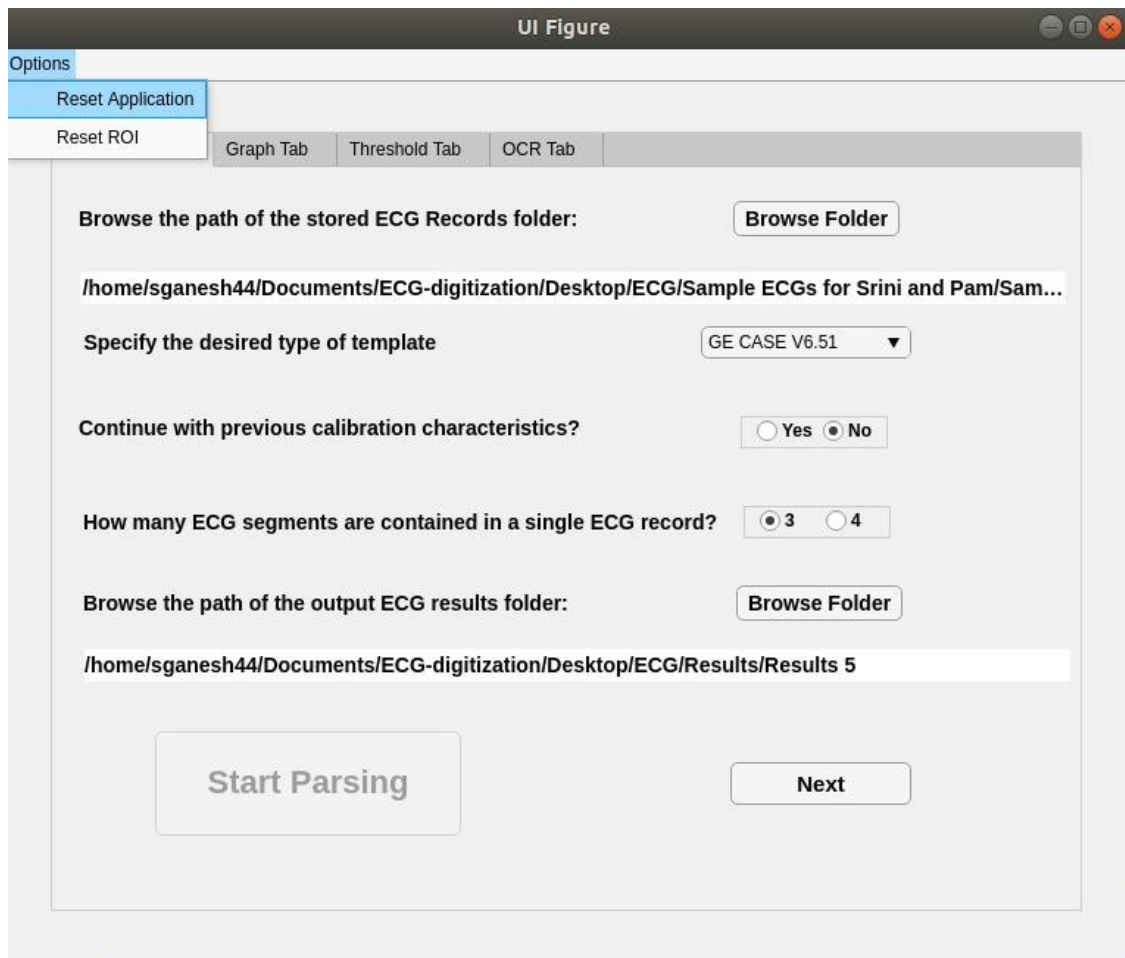 UI Figure
Options
Reset Application
Reset ROI
Graph Tab Threshold Tab OCR Tab
Browse the path of the stored ECG Records folder: Browse Folder
/home/sganesh44/Documents/ECG-digitization/Desktop/ECG/Sample ECGs for Srini and Pam/Sam...
Specify the desired type of template GE CASE V6.51
Continue with previous calibration characteristics? Yes No
How many ECG segments are contained in a single ECG record? 3 4
Browse the path of the output ECG results folder: Browse Folder
/home/sganesh44/Documents/ECG-digitization/Desktop/ECG/Results/Results 5
Start Parsing Next